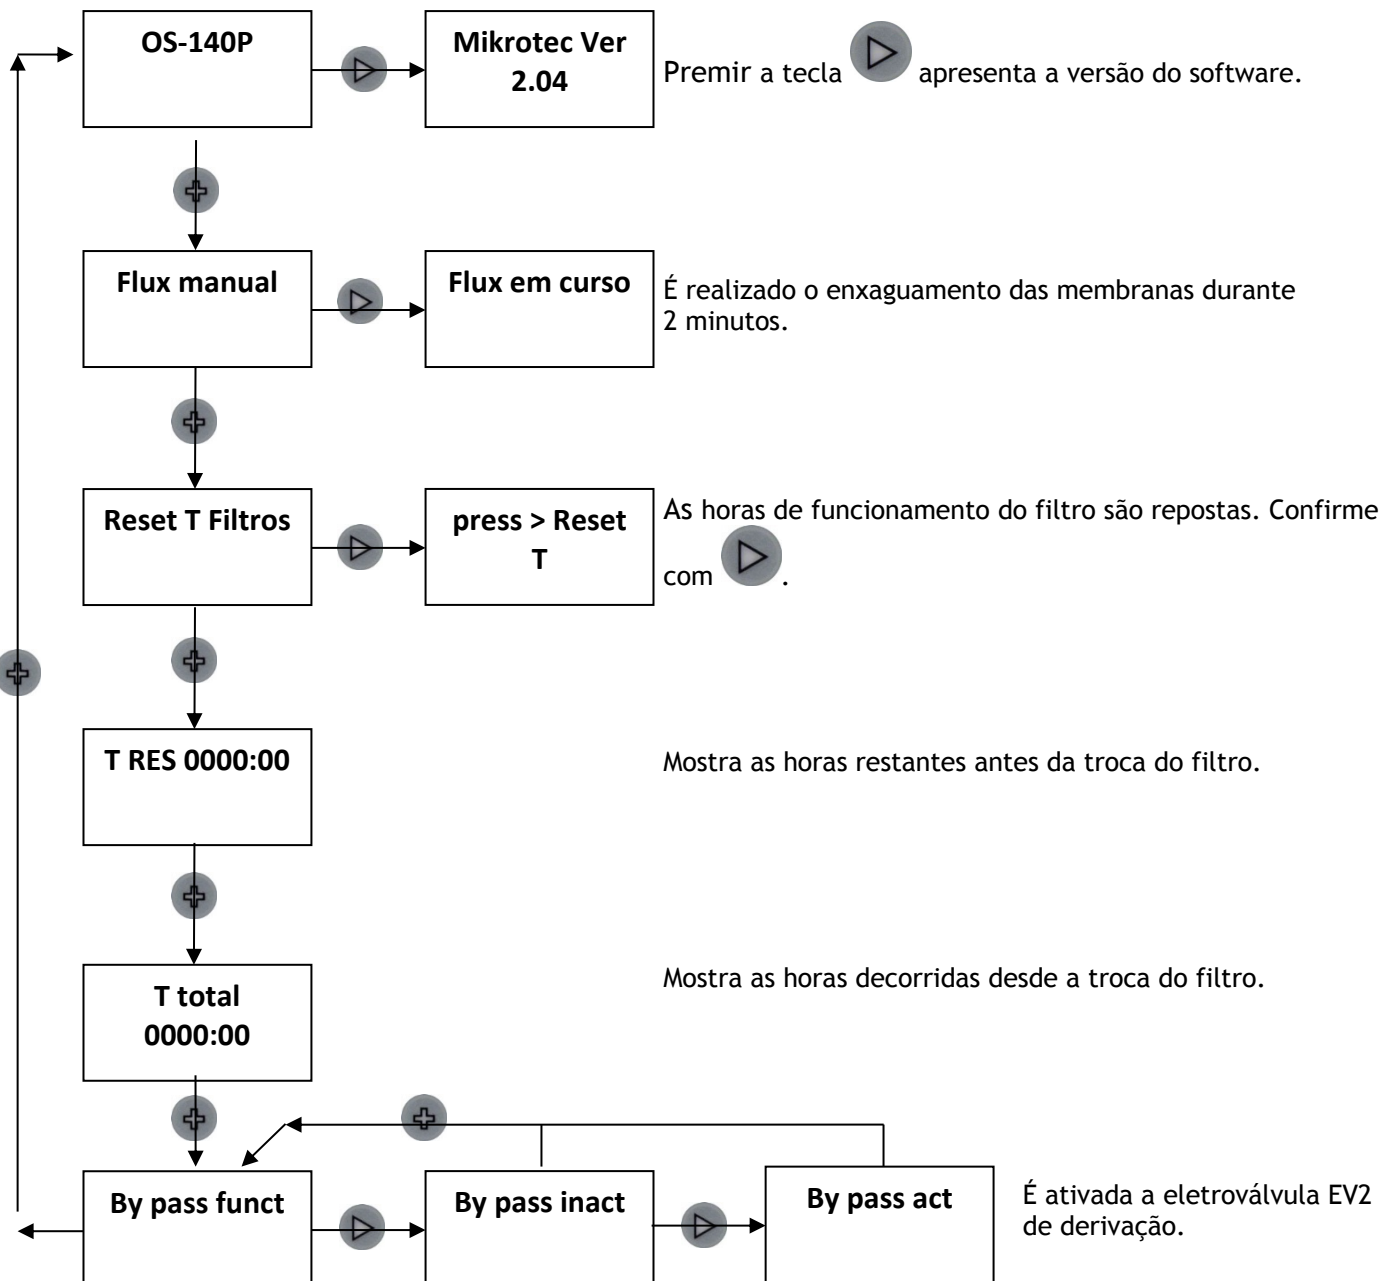 OS-140P
Mikrotec Ver
2.04
Premir a tecla apresenta a versão do software.
Flux manual
Flux em curso
É realizado o enxaguamento das membranas durante
2 minutos.
Reset T Filtros
press > Reset
T
As horas de funcionamento do filtro são repostas. Confirme
com .
T RES 0000:00
Mostra as horas restantes antes da troca do filtro.
T total
0000:00
Mostra as horas decorridas desde a troca do filtro.
By pass funct
By pass inact
By pass act
É ativada a eletroválvula EV2
de derivação.